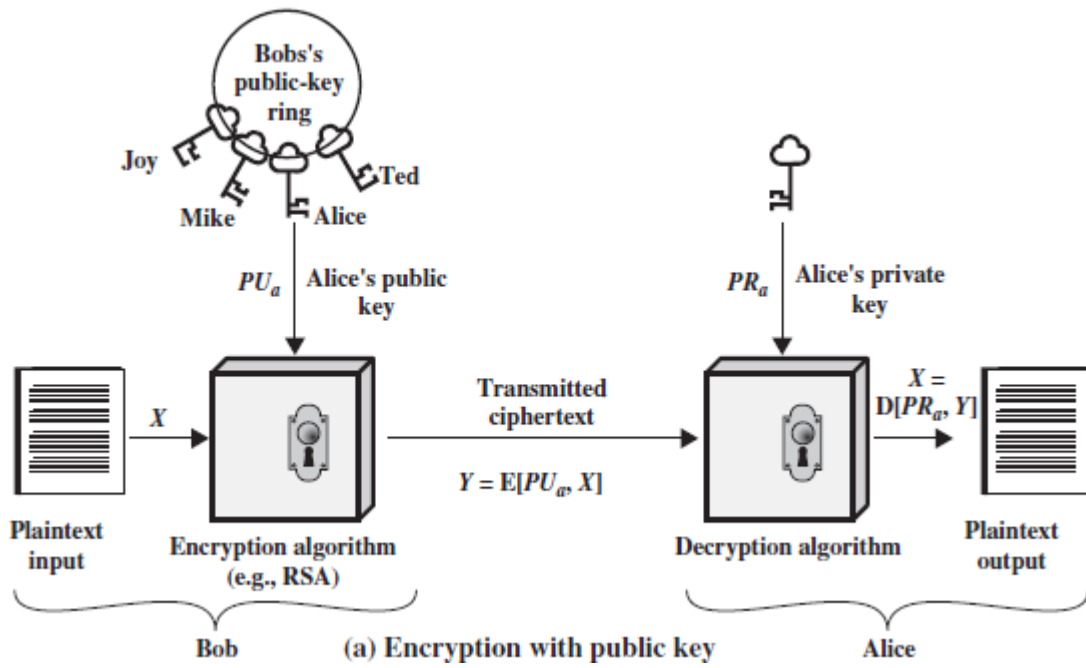 Bobs's
public-key
ring
Joy
Ted
Mike
Alice
PUa
Alice's public
key
PRa
Alice's private
key
X
Transmitted
ciphertext
X =
D[PRa, Y]
Y = E[PUa, X]
Plaintext
input
Encryption algorithm
(e.g., RSA)
Decryption algorithm
Plaintext
output
Bob
(a) Encryption with public key
Alice